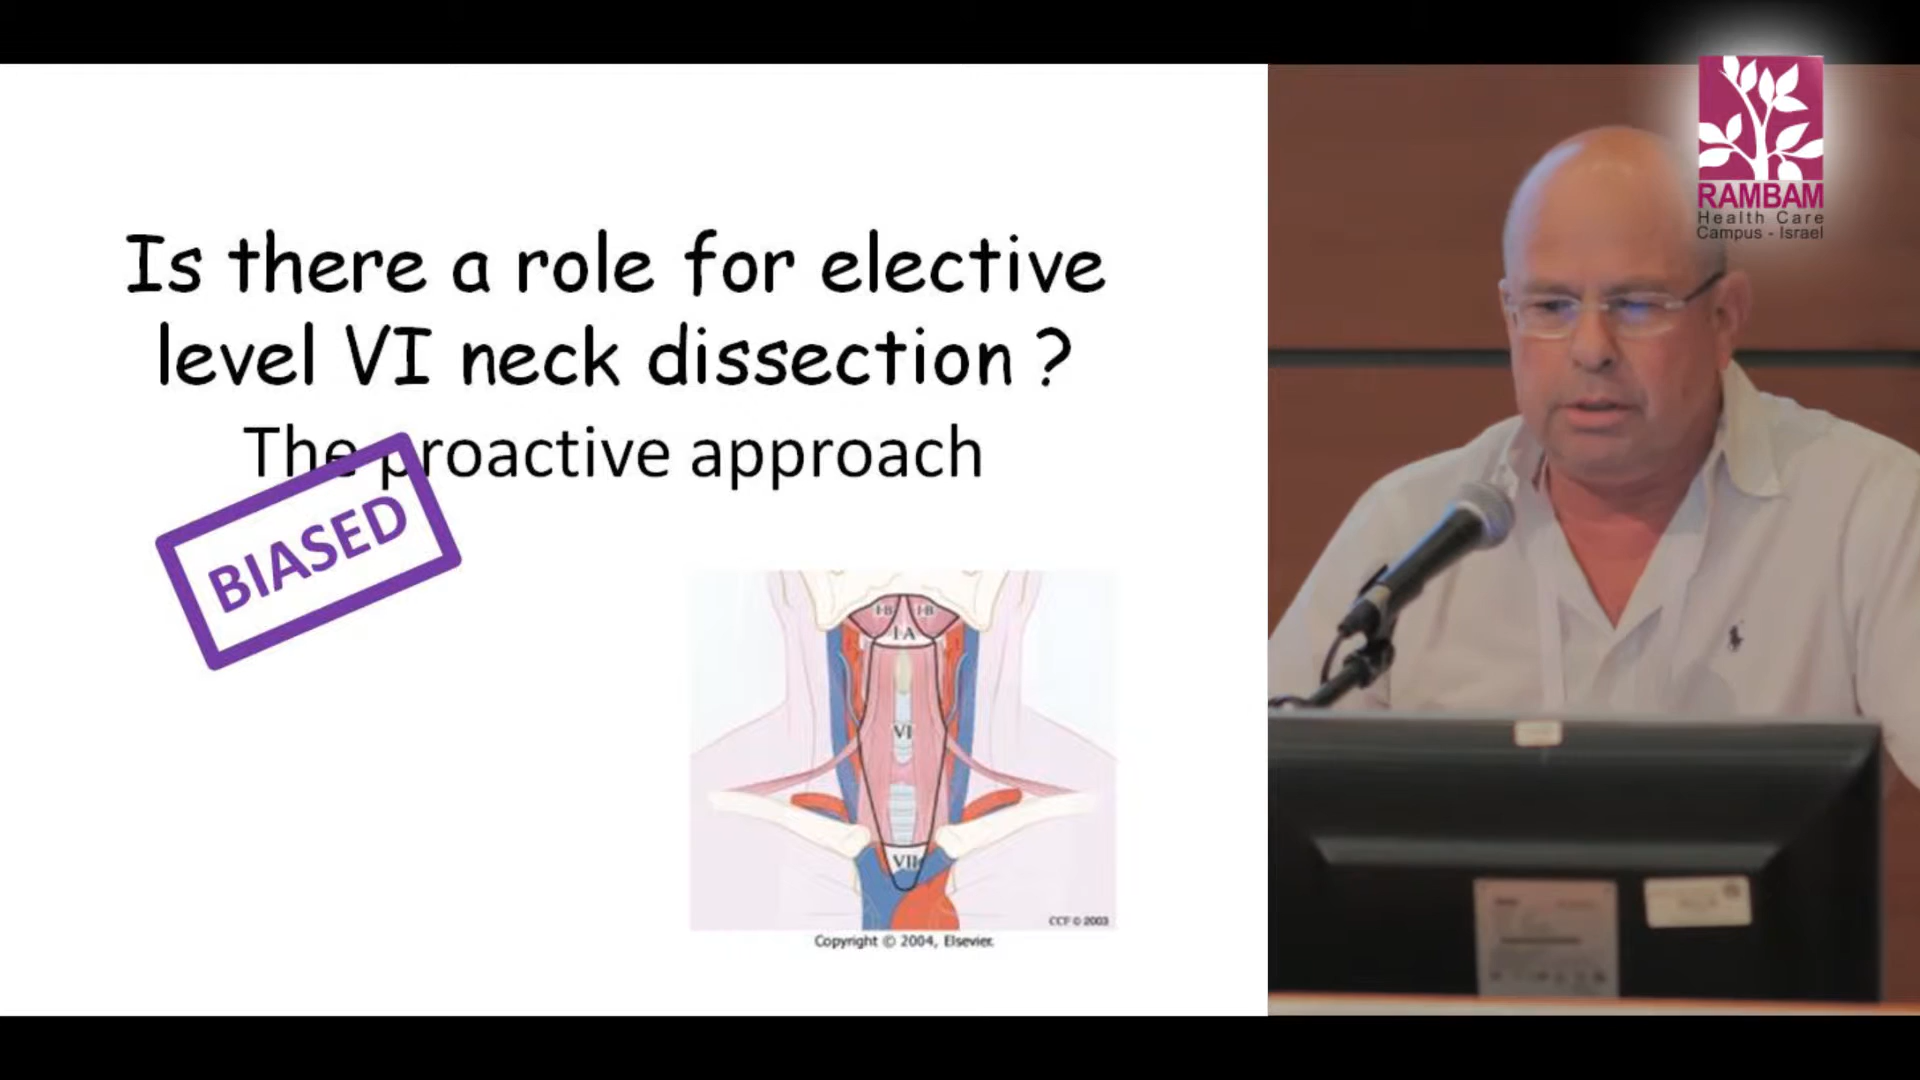 Is there a role for elective
level VI neck dissection ?
The proactive approach
BIASED
I-B I-B
I-A
VI
VII
CCF © 2003
Copyright © 2004, Elsevier.
RAMBAM
Health Care
Campus - Israel